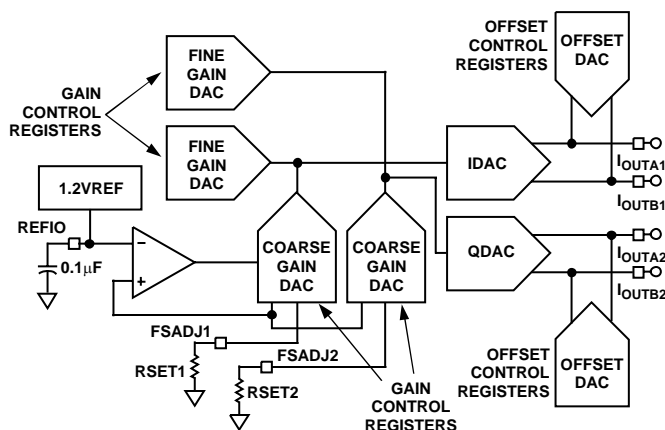 OFFSET
CONTROL
REGISTERS
OFFSET
DAC
FINE
GAIN
DAC
GAIN
CONTROL
REGISTERS
FINE
GAIN
DAC
IDAC
IOUTA1
IOUTB1
1.2VREF
REFIO
0.1μF
–
+
COARSE
GAIN
DAC
COARSE
GAIN
DAC
QDAC
IOUTA2
IOUTB2
FSADJ1
RSET1
FSADJ2
RSET2
GAIN
CONTROL
REGISTERS
OFFSET
CONTROL
REGISTERS
OFFSET
DAC